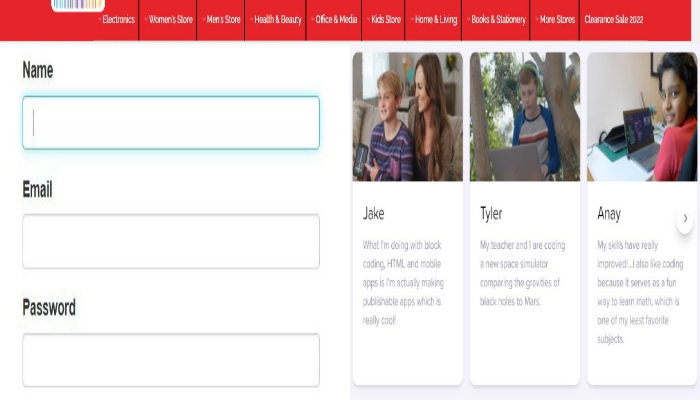 Electronics Women's Store Men's Store Health & Beauty Office & Media Kids Store Home & Living Books & Stationery More Stores Clearance Sale 2022
Name
Email
Password
Jake
What I'm doing with block
coding, HTML and mobile
apps is I'm actually making
publishable apps which is
really cool!
Tyler
My teacher and I are coding
a new space simulator
comparing the gravities of
black holes to Mars.
Anay
My skills have really
improved!...I also like coding
because it serves as a fun
way to learn math, which is
one of my least favorite
subjects.